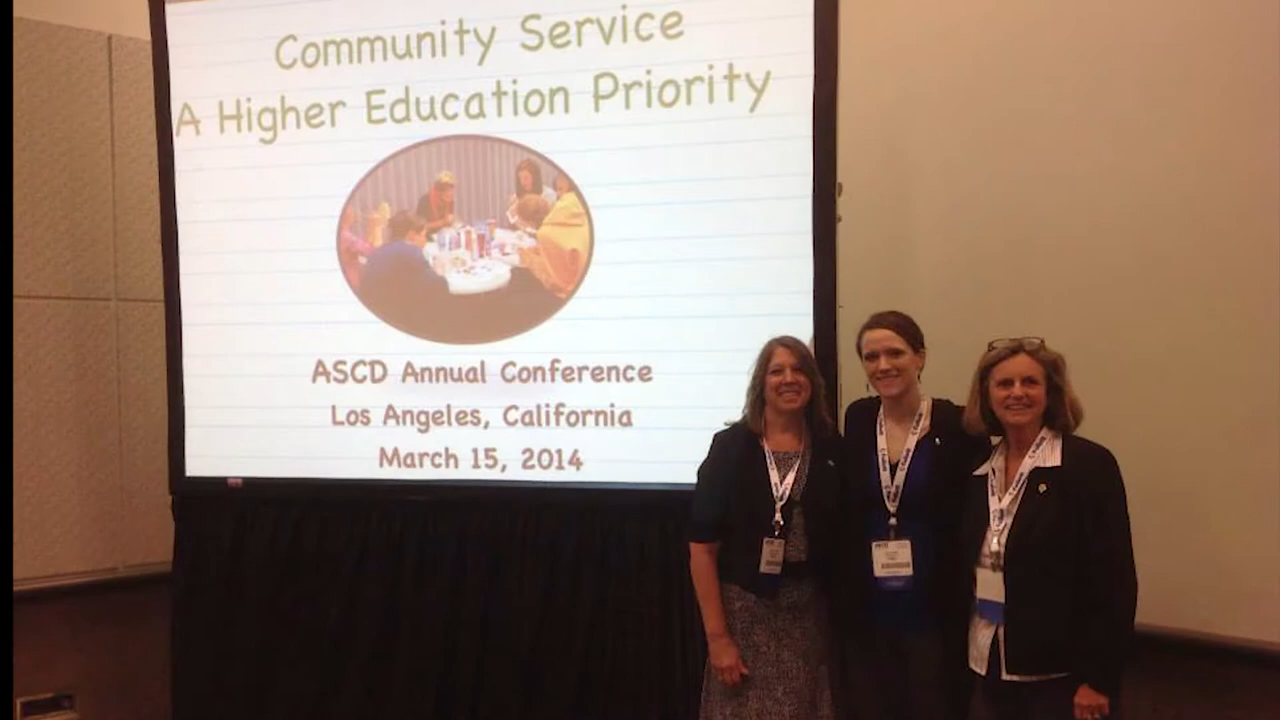 Community Service
A Higher Education Priority
ASCD Annual Conference
Los Angeles, California
March 15, 2014